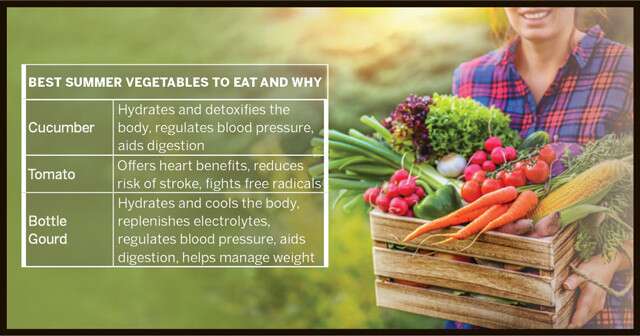 BEST SUMMER VEGETABLES TO EAT AND WHY
Cucumber
Hydrates and detoxifies the
body, regulates blood pressure,
aids digestion
Tomato
Offers heart benefits, reduces
risk of stroke, fights free radicals
Bottle
Gourd
Hydrates and cools the body,
replenishes electrolytes,
regulates blood pressure, aids
digestion, helps manage weight